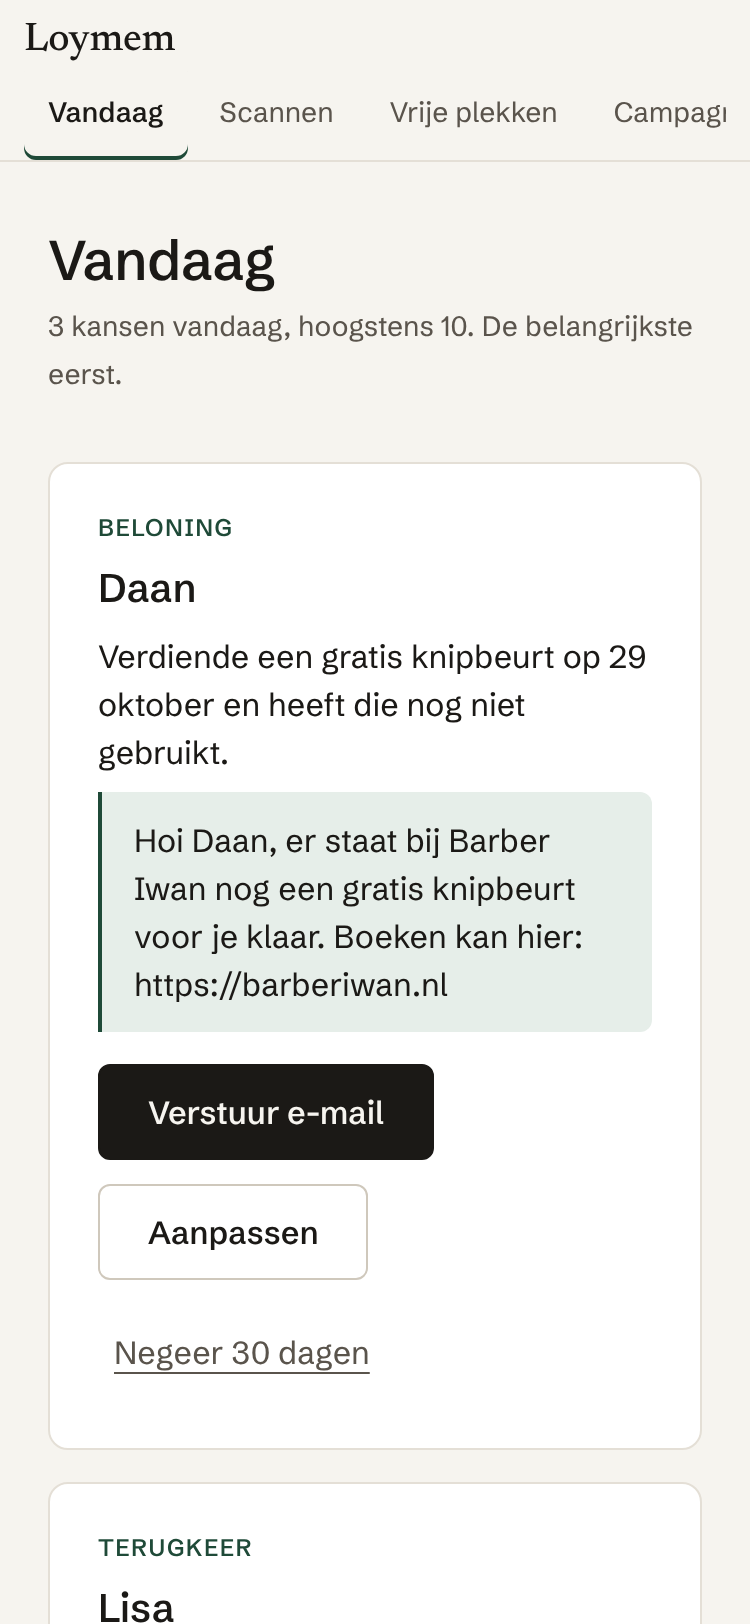 Loymem
Vandaag Scannen Vrije plekken Campag
Vandaag
3 kansen vandaag, hoogstens 10. De belangrijkste
eerst.
BELONING
Daan
Verdiende een gratis knipbeurt op 29
oktober en heeft die nog niet
gebruikt.
Hoi Daan, er staat bij Barber
Iwan nog een gratis knipbeurt
voor je klaar. Boeken kan hier:
https://barberiwan.nl
Verstuur e-mail
Aanpassen
Negeer 30 dagen
TERUGKEER
Lisa